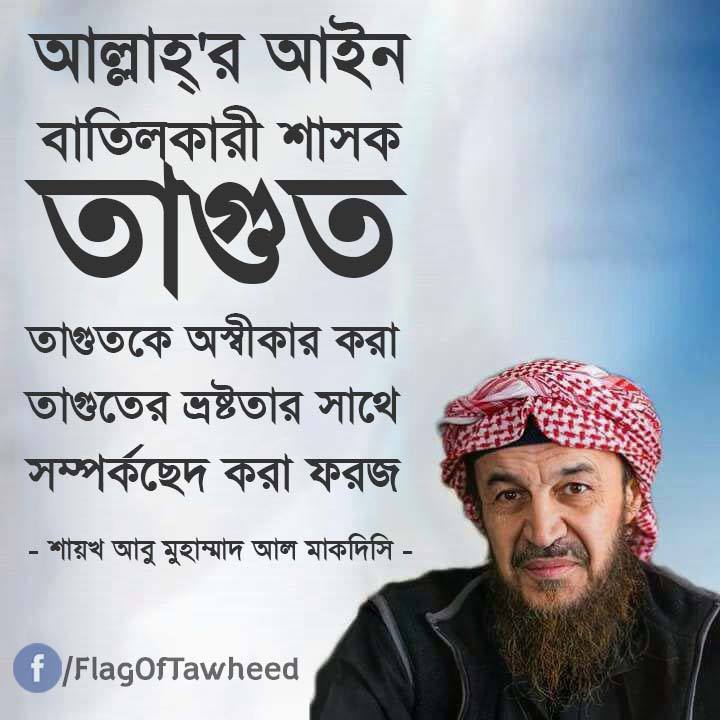 আল্লাহ্'র আইন
বাতিলকারী শাসক
তাগুত
তাগুতকে অস্বীকার করা
তাগুতের ভ্রষ্টতার সাথে
সম্পর্কছেদ করা ফরজ
- শায়খ আবু মুহাম্মাদ আল মাকদিসি -
f/FlagOfTawheed